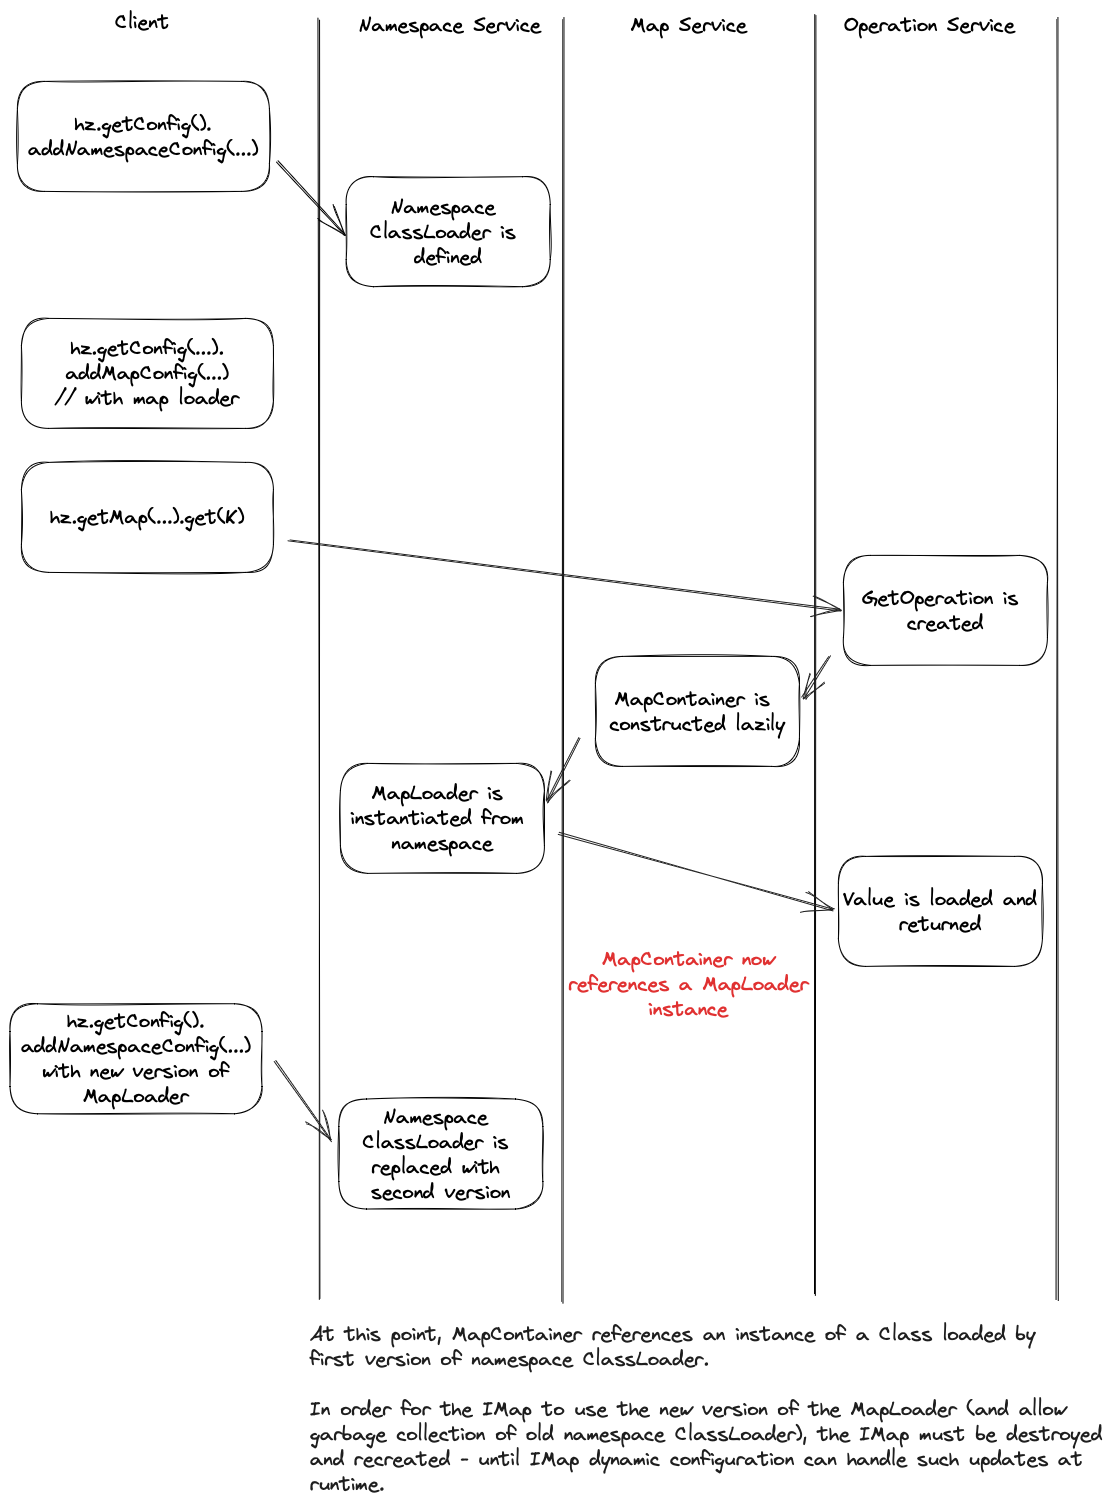 Client
Namespace Service
Map Service
Operation Service
hz.getConfig().
addNamespaceConfig(...)
Namespace
ClassLoader is
defined
hz.getConfig(...).
addMapConfig(...)
// with map loader
hz.getMap(...).get(K)
GetOperation is
created
MapContainer is
constructed lazily
MapLoader is
instantiated from
namespace
Value is loaded and
returned
MapContainer now
references a MapLoader
instance
hz.getConfig().
addNamespaceConfig(...)
with new version of
MapLoader
Namespace
ClassLoader is
replaced with
second version
At this point, MapContainer references an instance of a Class loaded by
first version of namespace ClassLoader.
In order for the IMap to use the new version of the MapLoader (and allow
garbage collection of old namespace ClassLoader), the IMap must be destroyed
and recreated - until IMap dynamic configuration can handle such updates at
runtime.